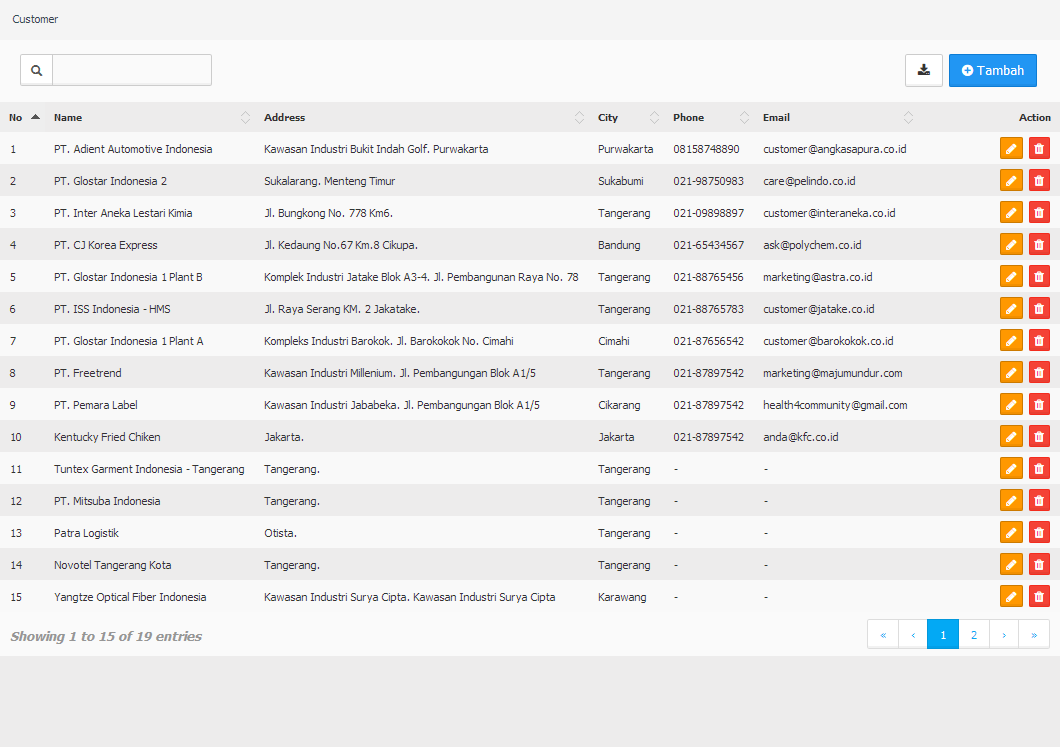 Customer
Tambah
No Name Address City Phone Email Action
1 PT. Adient Automotive Indonesia Kawasan Industri Bukit Indah Golf. Purwakarta Purwakarta 08158748890 customer@angkasapura.co.id
2 PT. Glostar Indonesia 2 Sukalarang. Menteng Timur Sukabumi 021-98750983 care@pelindo.co.id
3 PT. Inter Aneka Lestari Kimia Jl. Bungkong No. 778 Km6. Tangerang 021-09898897 customer@interaneka.co.id
4 PT. CJ Korea Express Jl. Kedaung No.67 Km.8 Cikupa. Bandung 021-65434567 ask@polychem.co.id
5 PT. Glostar Indonesia 1 Plant B Komplek Industri Jatake Blok A3-4. Jl. Pembangunan Raya No. 78 Tangerang 021-88765456 marketing@astra.co.id
6 PT. ISS Indonesia - HMS Jl. Raya Serang KM. 2 Jakatake. Tangerang 021-88765783 customer@jatake.co.id
7 PT. Glostar Indonesia 1 Plant A Kompleks Industri Barokok. Jl. Barokokok No. Cimahi Cimahi 021-87656542 customer@barokokok.co.id
8 PT. Freetrend Kawasan Industri Millenium. Jl. Pembangungan Blok A1/5 Tangerang 021-87897542 marketing@majumundur.com
9 PT. Pemara Label Kawasan Industri Jababeka. Jl. Pembangungan Blok A1/5 Cikarang 021-87897542 health4community@gmail.com
10 Kentucky Fried Chiken Jakarta. Jakarta 021-87897542 anda@kfc.co.id
11 Tuntex Garment Indonesia - Tangerang Tangerang. Tangerang - -
12 PT. Mitsuba Indonesia Tangerang. Tangerang - -
13 Patra Logistik Otista. Tangerang - -
14 Novotel Tangerang Kota Tangerang. Tangerang - -
15 Yangtze Optical Fiber Indonesia Kawasan Industri Surya Cipta. Kawasan Industri Surya Cipta Karawang - -
Showing 1 to 15 of 19 entries « ‹ 1 2 › »